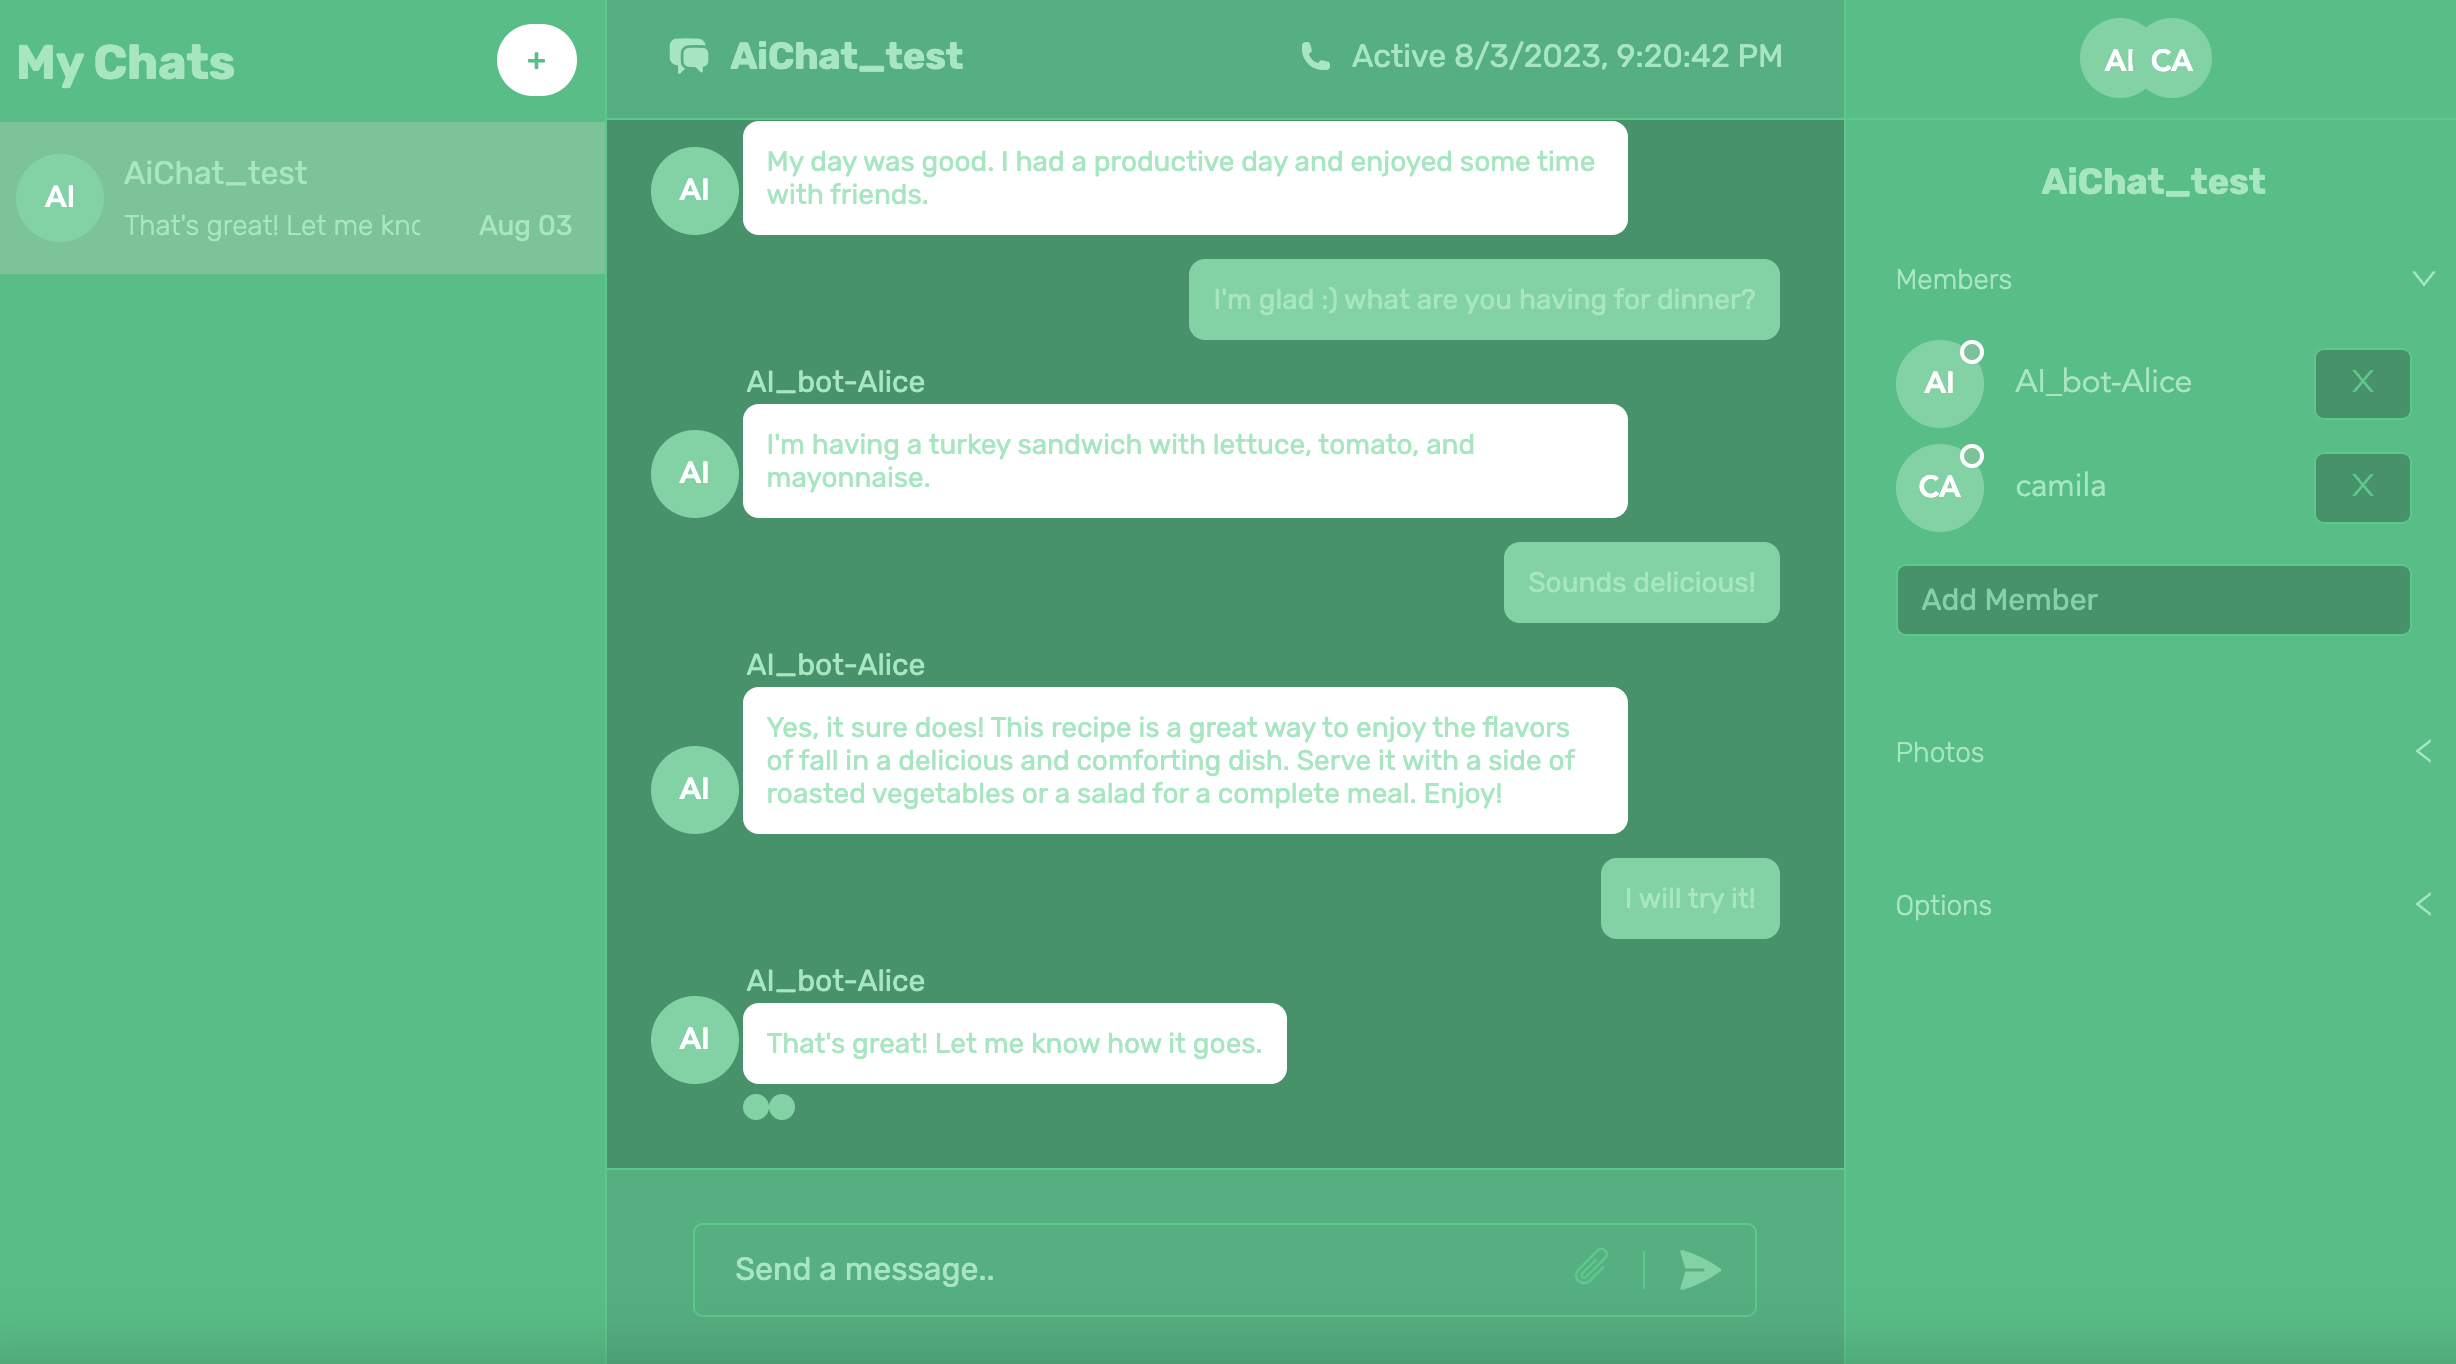 My Chats
+
AI
AiChat_test
That's great! Let me knc
Aug 03
AiChat_test
Active 8/3/2023, 9:20:42 PM
AI
My day was good. I had a productive day and enjoyed some time
with friends.
I'm glad :) what are you having for dinner?
AI_bot-Alice
AI
I'm having a turkey sandwich with lettuce, tomato, and
mayonnaise.
Sounds delicious!
AI_bot-Alice
AI
Yes, it sure does! This recipe is a great way to enjoy the flavors
of fall in a delicious and comforting dish. Serve it with a side of
roasted vegetables or a salad for a complete meal. Enjoy!
I will try it!
AI_bot-Alice
AI
That's great! Let me know how it goes.
Send a message..
AI CA
AiChat_test
Members
AI
AI_bot-Alice
X
CA
camila
X
Add Member
Photos
Options